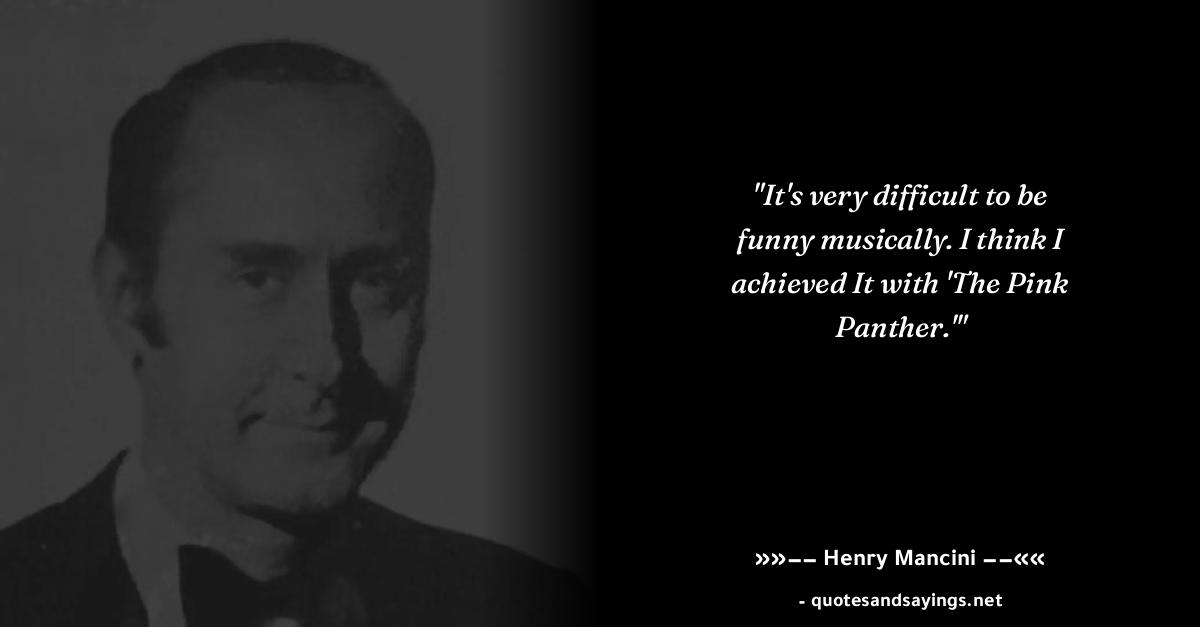 "It's very difficult to be
funny musically. I think I
achieved It with 'The Pink
Panther.'"
»»−− Henry Mancini −−««
- quotesandsayings.net